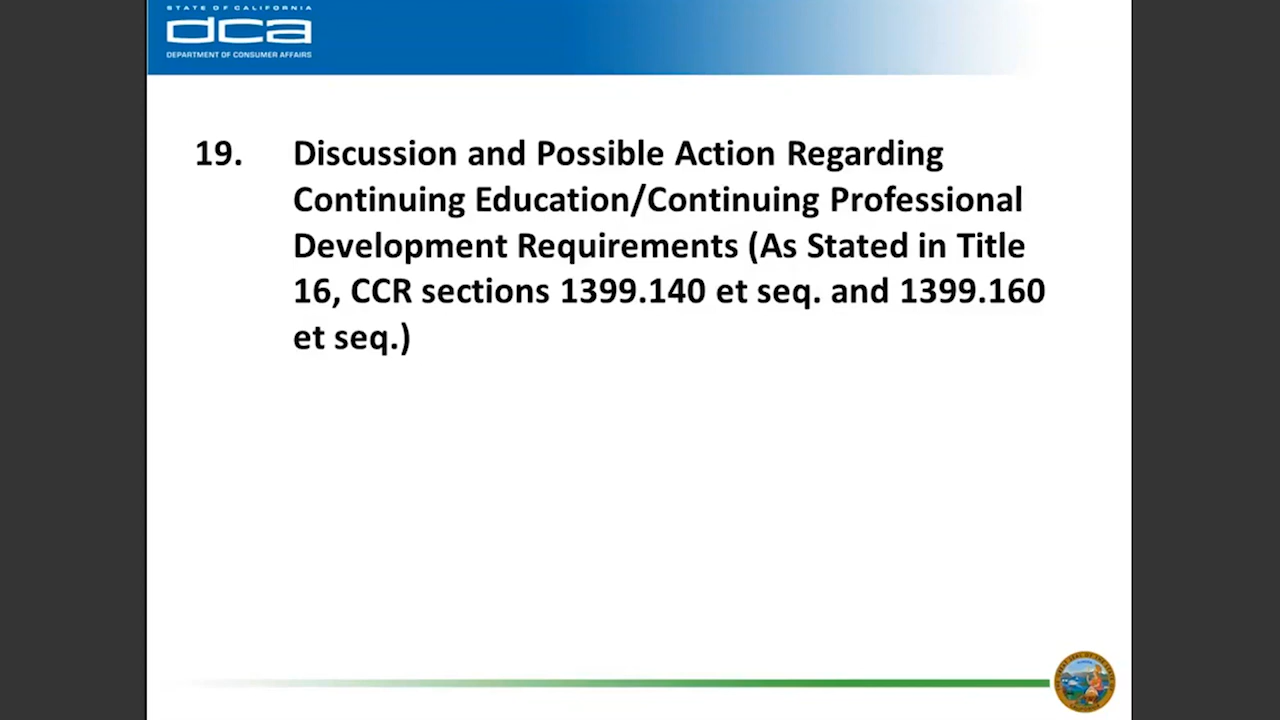 STATE OF CALIFORNIA
dca
DEPARTMENT OF CONSUMER AFFAIRS
19. Discussion and Possible Action Regarding
Continuing Education/Continuing Professional
Development Requirements (As Stated in Title
16, CCR sections 1399.140 et seq. and 1399.160
et seq.)